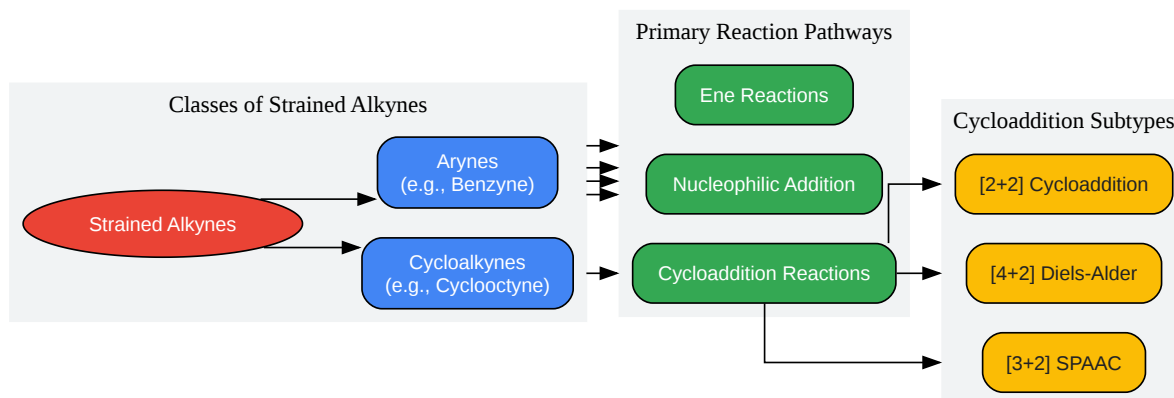 Classes of Strained Alkynes
Strained Alkynes
Arynes
(e.g., Benzyne)
Cycloalkynes
(e.g., Cyclooctyne)
Primary Reaction Pathways
Ene Reactions
Nucleophilic Addition
Cycloaddition Reactions
Cycloaddition Subtypes
[2+2] Cycloaddition
[4+2] Diels-Alder
[3+2] SPAAC